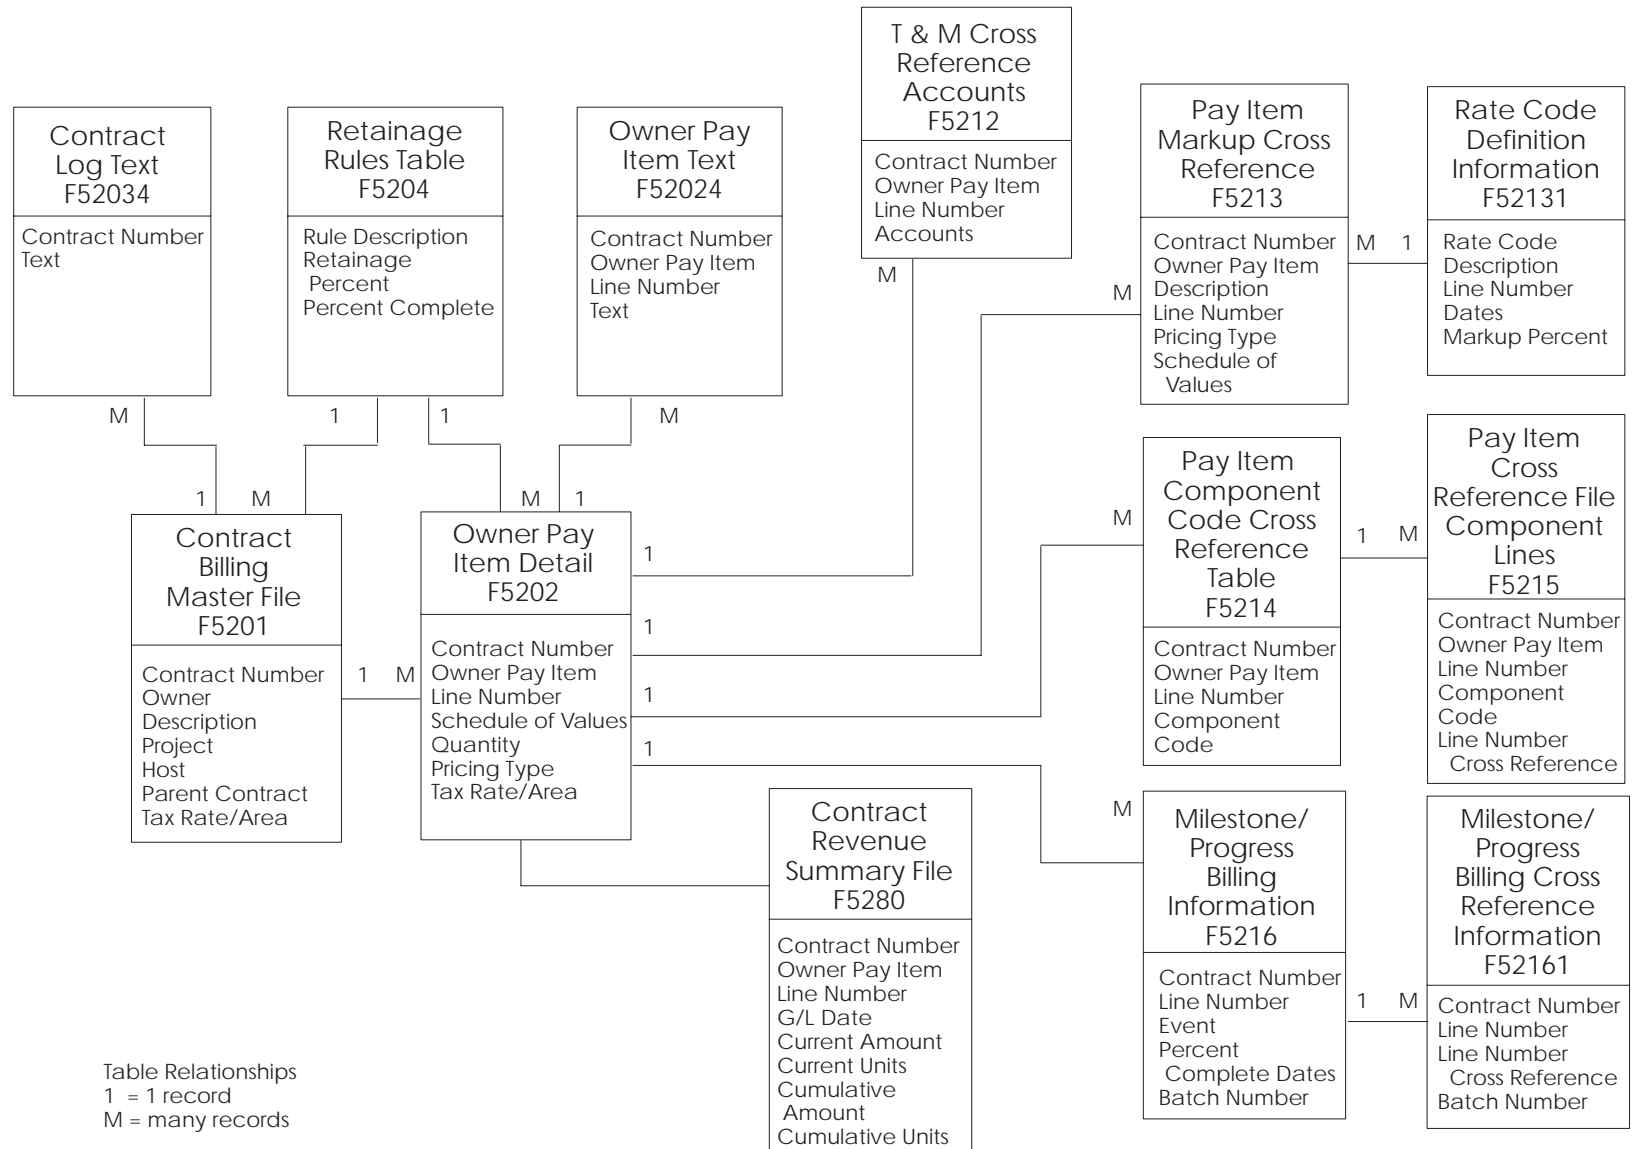 T & M Cross
Reference
Accounts
F5212
Contract Number
Owner Pay Item
Line Number
Accounts
M
Contract
Log Text
F52034
Contract Number
Text
M
Retainage
Rules Table
F5204
Rule Description
Retainage
Percent
Percent Complete
1
1
Owner Pay
Item Text
F52024
Contract Number
Owner Pay Item
Line Number
Text
M
Pay Item
Markup Cross
Reference
F5213
Contract Number
Owner Pay Item
Description
Line Number
Pricing Type
Schedule of
Values
M
M
1
Rate Code
Definition
Information
F52131
Rate Code
Description
Line Number
Dates
Markup Percent
1
M
Contract
Billing
Master File
F5201
Contract Number
Owner
Description
Project
Host
Parent Contract
Tax Rate/Area
1
M
M
1
Owner Pay
Item Detail
F5202
Contract Number
Owner Pay Item
Line Number
Schedule of Values
Quantity
Pricing Type
Tax Rate/Area
1
1
1
1
M
Pay Item
Component
Code Cross
Reference
Table
F5214
Contract Number
Owner Pay Item
Line Number
Component
Code
1
M
Pay Item
Cross
Reference File
Component
Lines
F5215
Contract Number
Owner Pay Item
Line Number
Component
Code
Line Number
Cross Reference
Contract
Revenue
Summary File
F5280
Contract Number
Owner Pay Item
Line Number
G/L Date
Current Amount
Current Units
Cumulative
Amount
Cumulative Units
M
Milestone/
Progress
Billing
Information
F5216
Contract Number
Line Number
Event
Percent
Complete Dates
Batch Number
1
M
Milestone/
Progress
Billing Cross
Reference
Information
F52161
Contract Number
Line Number
Line Number
Cross Reference
Batch Number
Table Relationships
1 = 1 record
M = many records